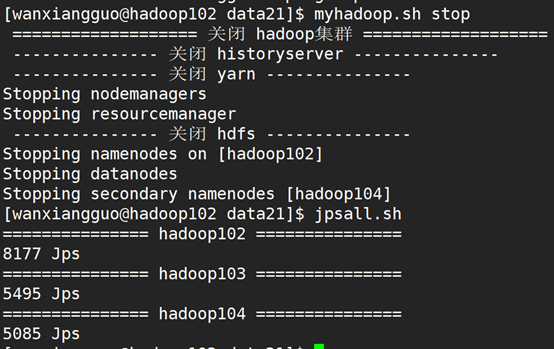 [wanxiangguo@hadoop102 data21]$ myhadoop.sh stop
=================== 关闭 hadoop集群 ===================
--------------- 关闭 historyserver ---------------
--------------- 关闭 yarn ---------------
Stopping nodemanagers
Stopping resourcemanager
--------------- 关闭 hdfs ---------------
Stopping namenodes on [hadoop102]
Stopping datanodes
Stopping secondary namenodes [hadoop104]
[wanxiangguo@hadoop102 data21]$ jpsall.sh
=============== hadoop102 ===============
8177 Jps
=============== hadoop103 ===============
5495 Jps
=============== hadoop104 ===============
5085 Jps